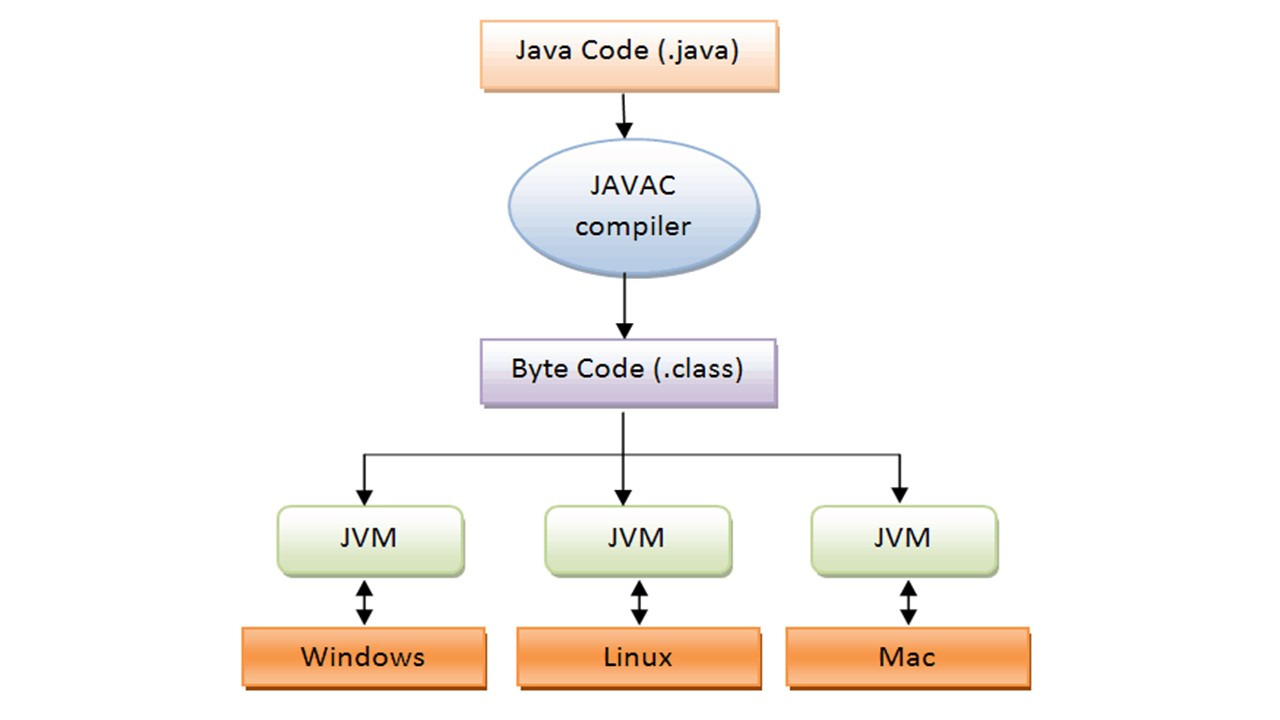 Java Code (.java)
JAVAC
compiler
Byte Code (.class)
JVM
JVM
JVM
Windows
Linux
Mac